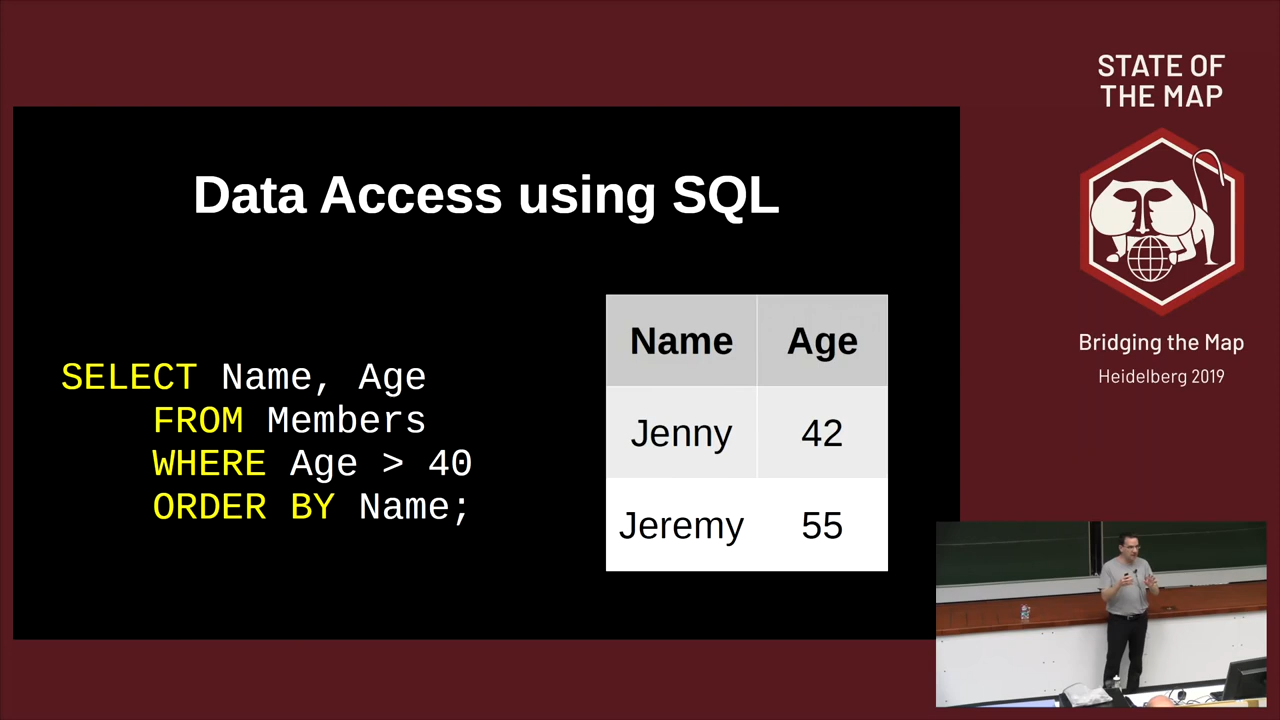 STATE OF
THE MAP
Data Access using SQL
SELECT Name, Age
FROM Members
WHERE Age > 40
ORDER BY Name;
Name Age
Jenny 42
Jeremy 55
Bridging the Map
Heidelberg 2019